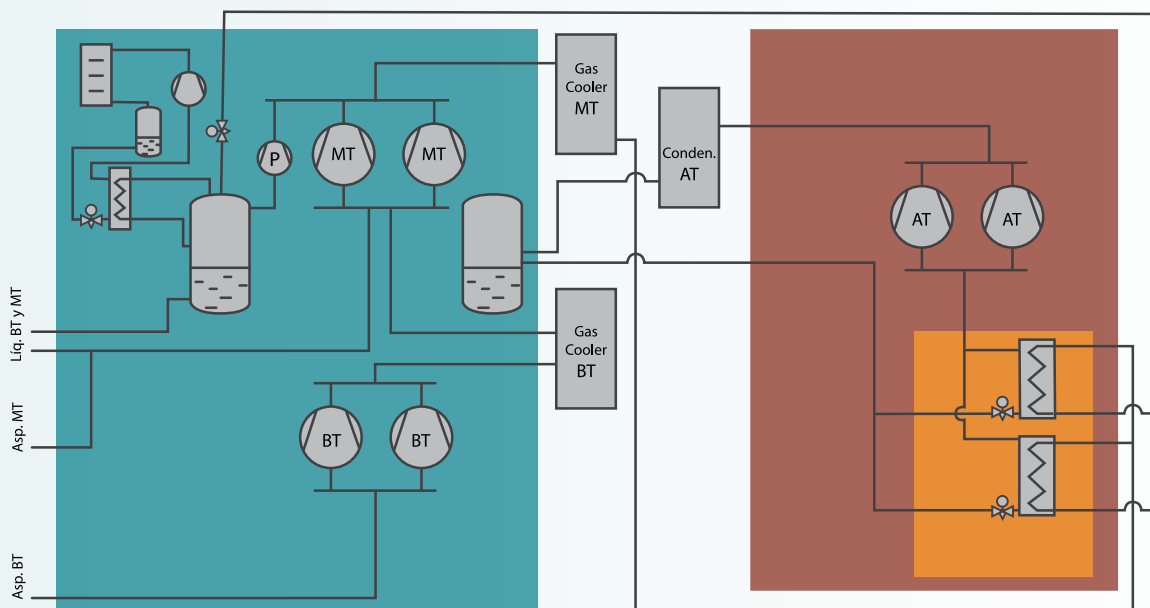 Gas
Cooler
MT
Conden.
AT
P
MT
MT
AT
AT
Líq. BT y MT
Gas
Cooler
BT
Asp. MT
BT
BT
Asp. BT